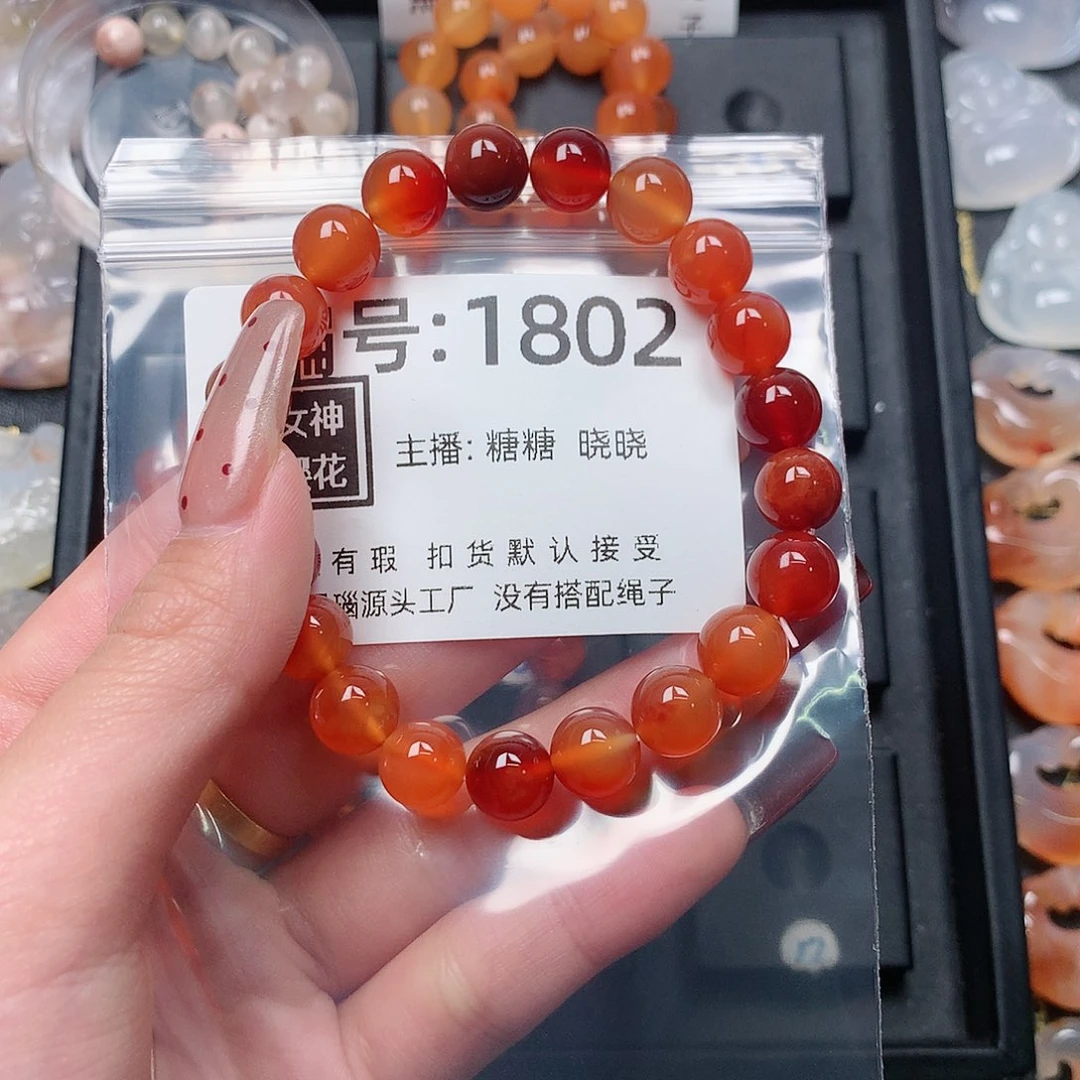 号:1802
女神
花
主播: 糖糖 晓晓
有瑕 扣货默认接受
瑙源头工厂 没有搭配绳子
子